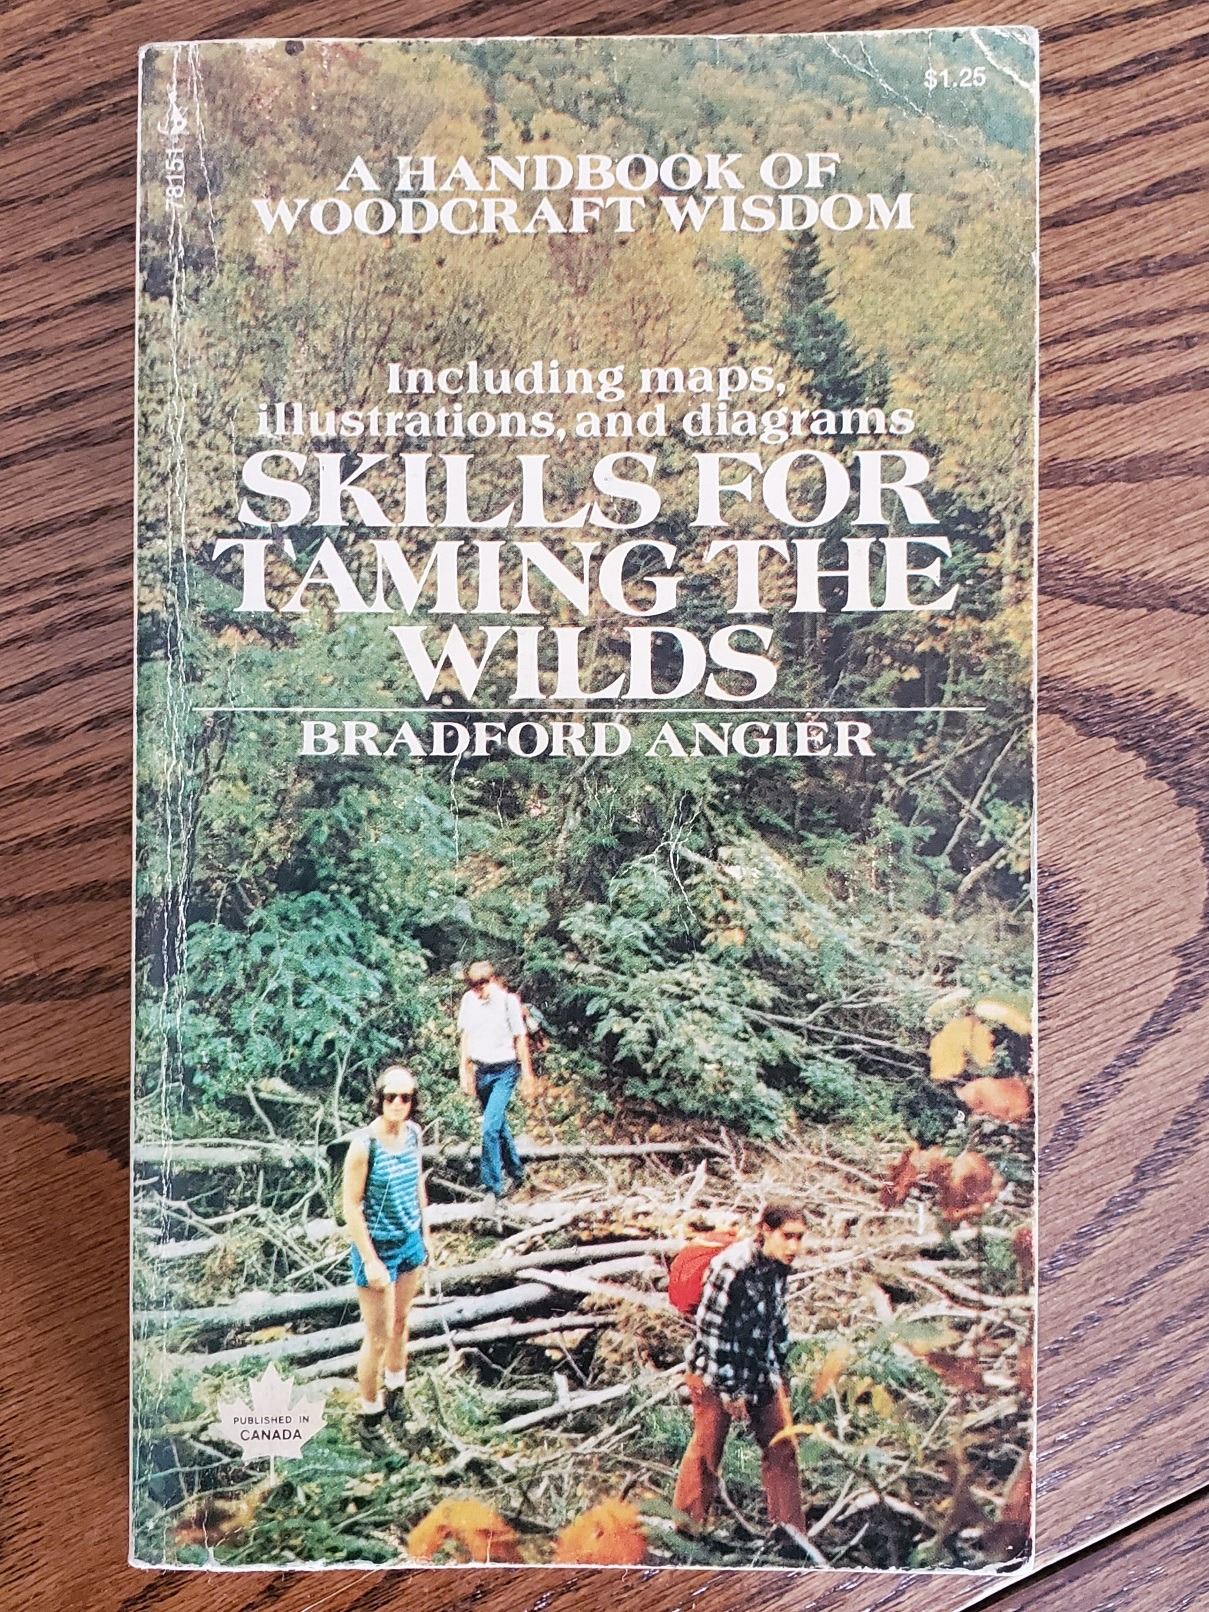 $1.25
78151
A HANDBOOK OF
WOODCRAFT WISDOM
Including maps,
illustrations, and diagrams
SKILLS FOR
TAMING THE
WILDS
BRADFORD ANGIER
PUBLISHED IN
CANADA